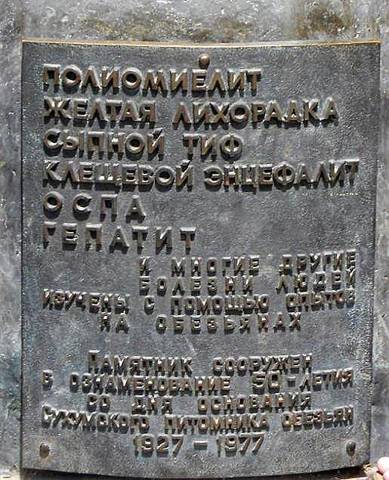 ПОЛИОМИЕЛИТ
ЖЕЛТАЯ ЛИХОРАДКА
СЫПНОЙ ТИФ
КЛЕЩЕВОЙ ЭНЦЕФАЛИТ
ОСПА
ГЕПАТИТ
И МНОГИЕ ДРУГИЕ
БОЛЕЗНИ ЛЮДЕЙ
ИЗУЧЕНЫ С ПОМОЩЬЮ ОПЫТОВ
НА ОБЕЗЬЯНАХ
ПАМЯТНИК СООРУЖЕН
В ОЗНАМЕНОВАНИЕ 50-ЛЕТИЯ
СО ДНЯ ОСНОВАНИЯ
СУХУМСКОГО ПИТОМНИКА ОБЕЗЬЯН
1927-1977